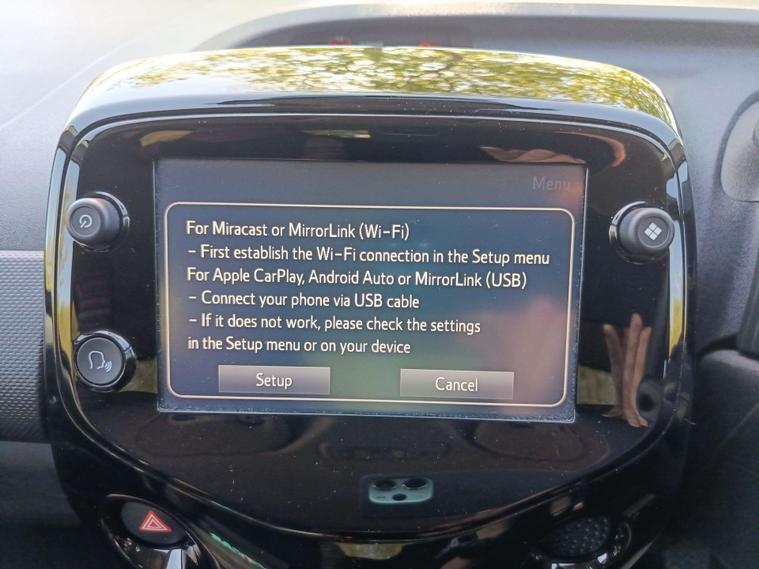 Menu
For Miracast or MirrorLink (Wi-Fi)
- First establish the Wi-Fi connection in the Setup menu
For Apple CarPlay, Android Auto or MirrorLink (USB)
- Connect your phone via USB cable
- If it does not work, please check the settings
in the Setup menu or on your device
Setup
Cancel